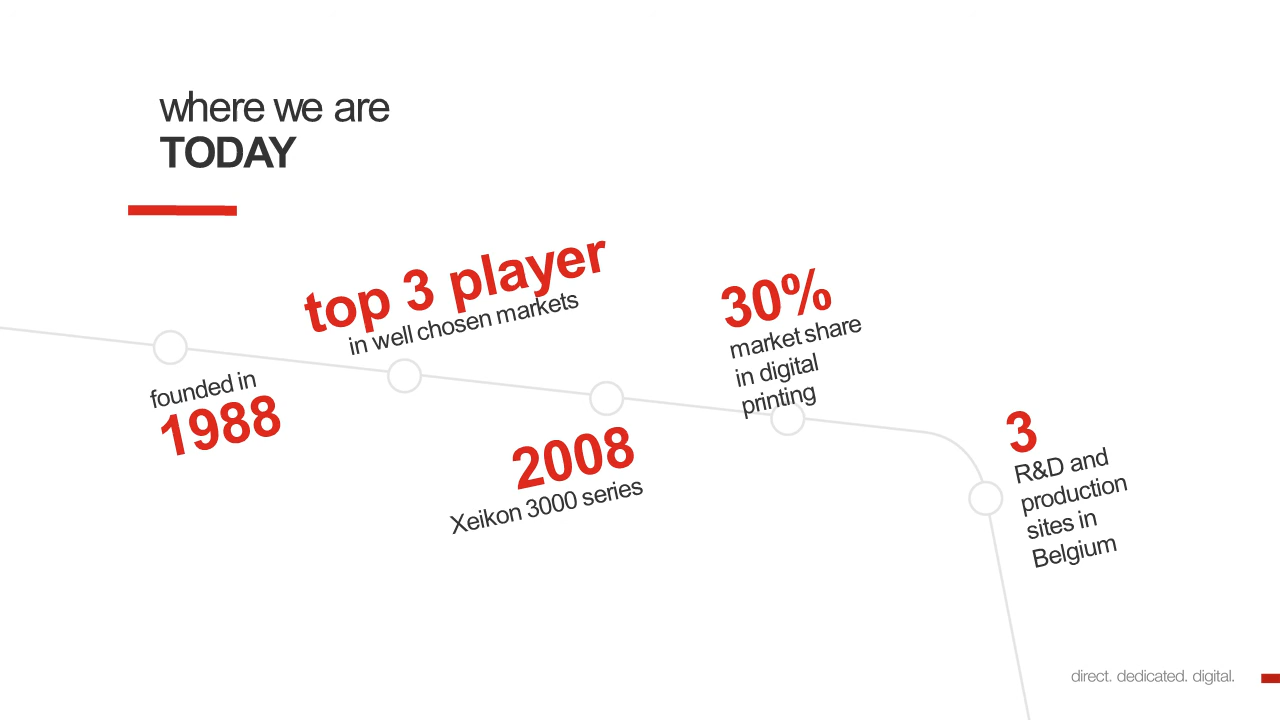 where we are
TODAY
top 3 player
in well chosen markets
founded in
1988
2008
Xeikon 3000 series
30%
market share
in digital
printing
3
R&D and
production
sites in
Belgium
direct. dedicated. digital.